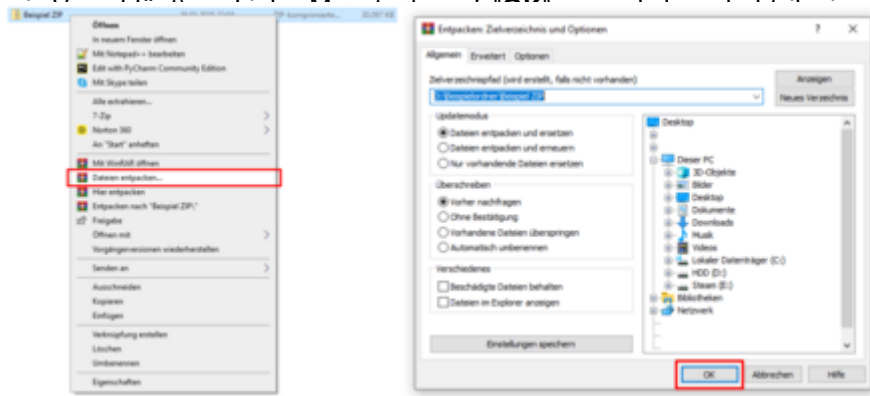 Beispiel ZIP
ZIP-komprimierte...
Öffnen
In neuem Fenster öffnen
Mit Notepad++ bearbeiten
Edit with PyCharm Community Edition
Mit Skype teilen
Alle extrahieren...
7-Zip
Norton 360
An "Start" anheften
Mit WinRAR öffnen
Dateien entpacken...
Hier entpacken
Entpacken nach "Beispiel ZIP\"
Freigabe
Öffnen mit
Vorgängerversionen wiederherstellen
Senden an
Ausschneiden
Kopieren
Einfügen
Verknüpfung erstellen
Löschen
Umbenennen
Eigenschaften
Entpacken: Zielverzeichnis und Optionen
Allgemein Erweitert Optionen
Zielverzeichnispfad (wird erstellt, falls nicht vorhanden)
Anzeigen
Neues Verzeichnis
Updatemodus
Dateien entpacken und ersetzen
Dateien entpacken und erneuern
Nur vorhandende Dateien ersetzen
Überschreiben
Vorher nachfragen
Ohne Bestätigung
Vorhandene Dateien überspringen
Automatisch umbenennen
Verschiedenes
Beschädigte Dateien behalten
Dateien im Explorer anzeigen
Einstellungen speichern
Desktop
Dieser PC
3D-Objekte
Bilder
Desktop
Dokumente
Downloads
Musik
Videos
Lokaler Datenträger (C:)
HDD (D:)
Steam (E:)
Bibliotheken
Netzwerk
OK Abbrechen Hilfe